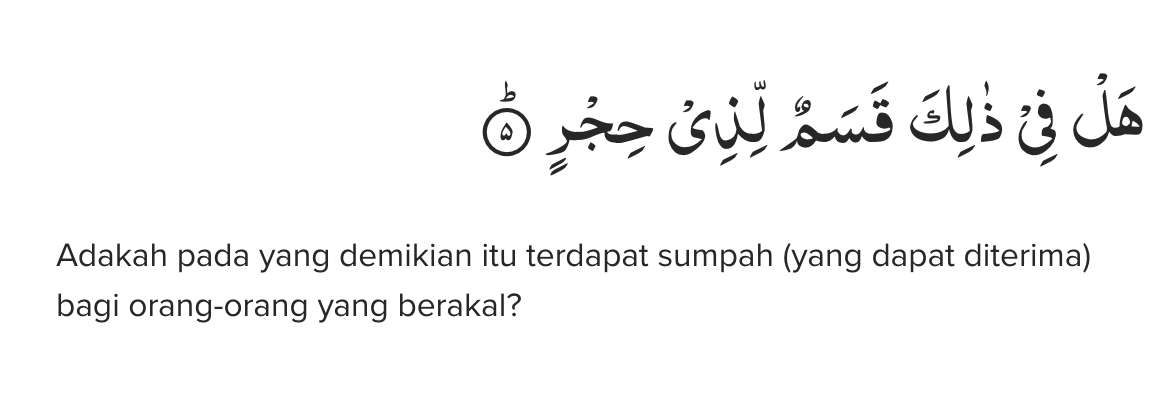 هَلْ فِيْ ذٰلِكَ قَسَمٌ لِّذِيْ حِجْرٍ ۗ ۵
Adakah pada yang demikian itu terdapat sumpah (yang dapat diterima)
bagi orang-orang yang berakal?